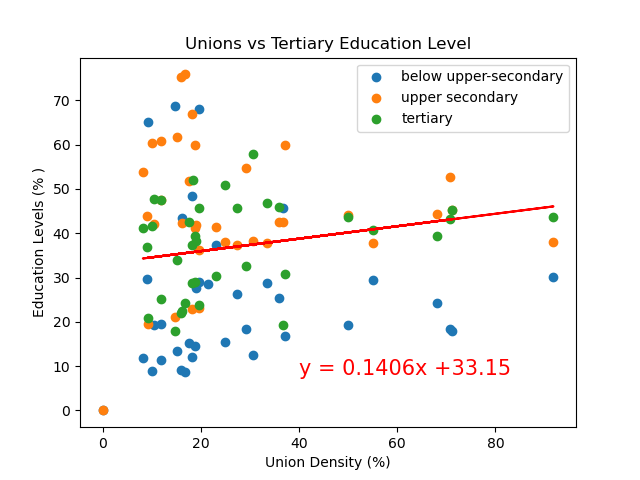 Unions vs Tertiary Education Level
below upper-secondary
upper secondary
tertiary
70
60
50
40
30
20
10
0
Education Levels (% )
y = 0.1406x +33.15
0 20 40 60 80
Union Density (%)